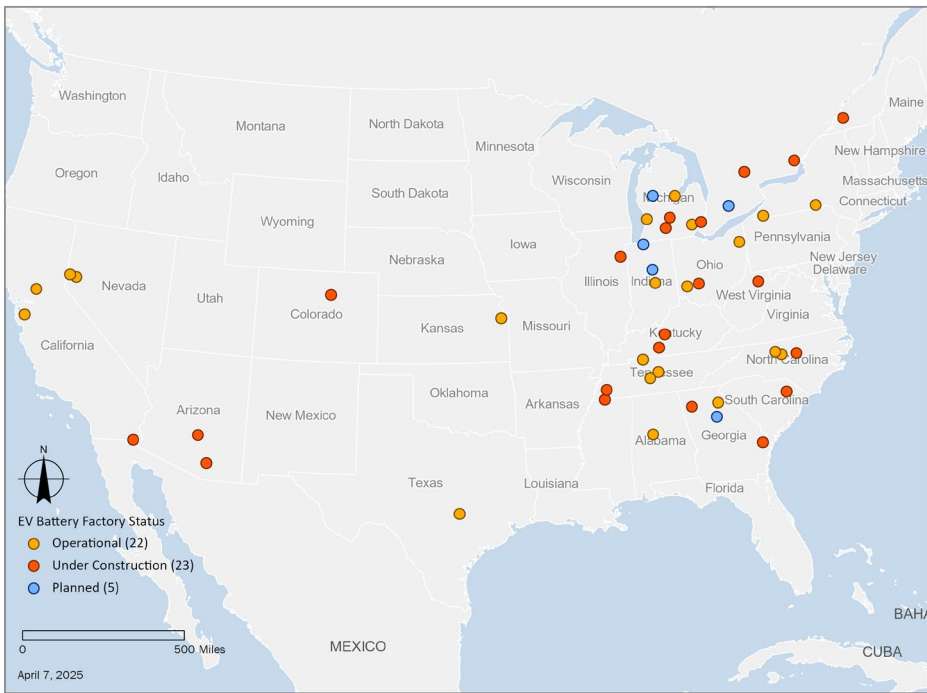 Washington
Maine
Montana
North Dakota
Minnesota
New Hampshire
Oregon
Idaho
Wisconsin
Massachusetts
South Dakota
Michigan
Connecticut
Wyoming
Pennsylvania
Iowa
Nebraska
New Jersey
Ohio
Delaware
Nevada
Illinois
Indiana
Utah
West Virginia
Colorado
Virginia
Kansas
Missouri
Kentucky
California
North Carolina
Tennessee
Oklahoma
South Carolina
Arkansas
Arizona
New Mexico
Georgia
Alabama
N
Texas
Louisiana
Florida
EV Battery Factory Status
Operational (22)
Under Construction (23)
Planned (5)
BAHA
0 500 Miles
MEXICO
CUBA
April 7, 2025